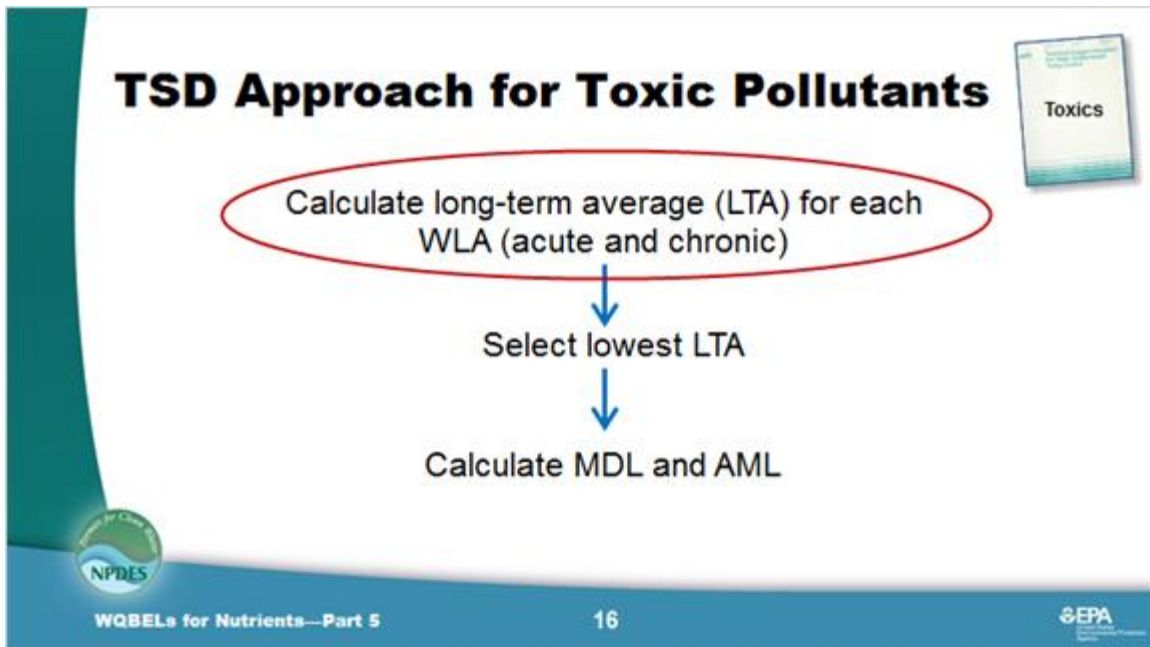 TSD Approach for Toxic Pollutants
Toxics
Calculate long-term average (LTA) for each
WLA (acute and chronic)
Select lowest LTA
Calculate MDL and AML
NPDES
WQBELs for Nutrients—Part 5
16
EPA